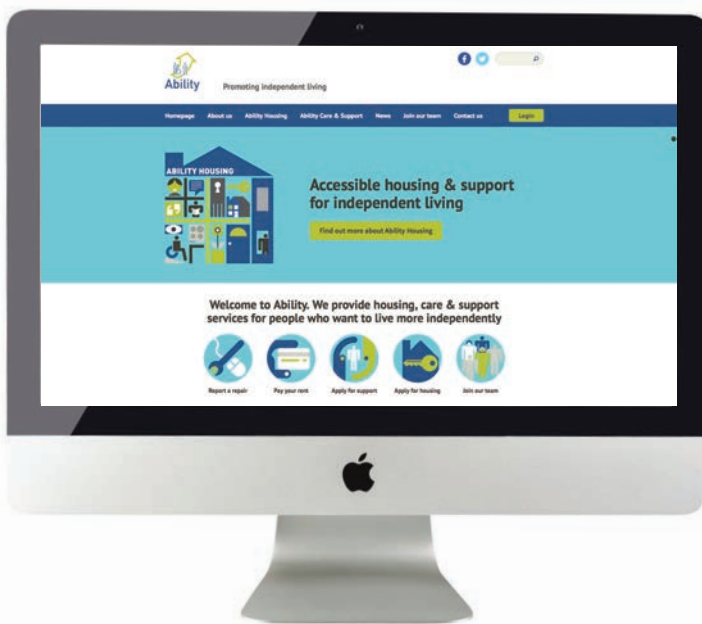 Ability
Promoting independent living
Homepage About us Ability Housing Ability Care & Support News Join our team Contact us Login
ABILITY HOUSING
Accessible housing & support
for independent living
Find out more about Ability Housing
Welcome to Ability. We provide housing, care & support
services for people who want to live more independently
Report a repair Pay your rent Apply for support Apply for housing Join our team